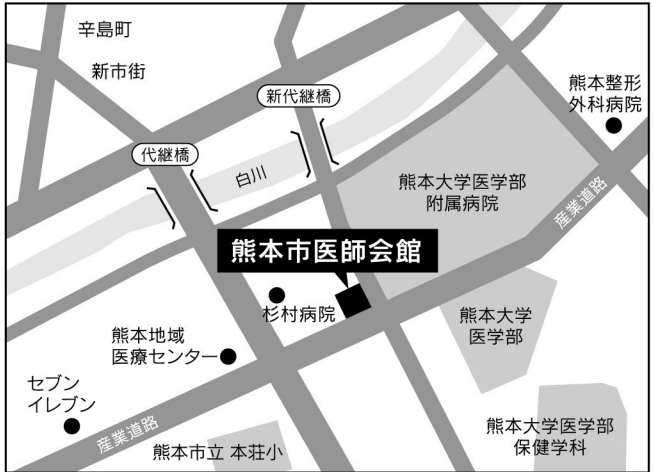 辛島町
新市街
新代継橋
代継橋
白川
熊本整形
外科病院
熊本大学医学部
附属病院
産業道路
熊本市医師会館
杉村病院
熊本大学
医学部
熊本地域
医療センター
セブン
イレブン
産業道路
熊本市立 本荘小
熊本大学医学部
保健学科